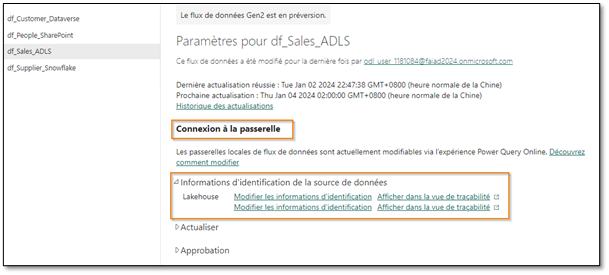 Le flux de données Gen2 est en préversion.
df_Customer_Dataverse
df_People_SharePoint
df_Sales_ADLS
df_Supplier_Snowflake
Paramètres pour df_Sales_ADLS
Ce flux de données a été modifié pour la dernière fois par odl_user_1181084@faiad2024.onmicrosoft.com
Dernière actualisation réussie : Tue Jan 02 2024 22:47:38 GMT+0800 (heure normale de la Chine)
Prochaine actualisation : Thu Jan 04 2024 02:00:00 GMT+0800 (heure normale de la Chine)
Historique des actualisations
Connexion à la passerelle
Les passerelles locales de flux de données sont actuellement modifiables via l'expérience Power Query Online. Découvrez
comment modifier
Informations d'identification de la source de données
Lakehouse Modifier les informations d'identification Afficher dans la vue de traçabilité
Modifier les informations d'identification Afficher dans la vue de traçabilité
Actualiser
Approbation